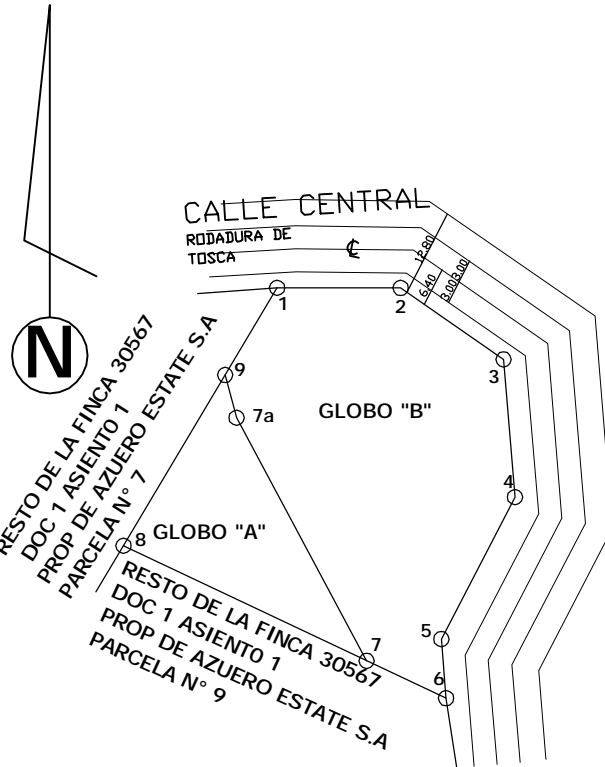 CALLE CENTRAL
RODADURA DE
TOSCA
℄
12.80
6.40
3.00
3.00
1
2
3
N
9
7a
GLOBO "B"
RESTO DE LA FINCA 30567
DOC 1 ASIENTO 1
PROP DE AZUERO ESTATE S.A
PARCELA N° 7
4
8
GLOBO "A"
5
7
6
RESTO DE LA FINCA 30567
DOC 1 ASIENTO 1
PROP DE AZUERO ESTATE S.A
PARCELA N° 9